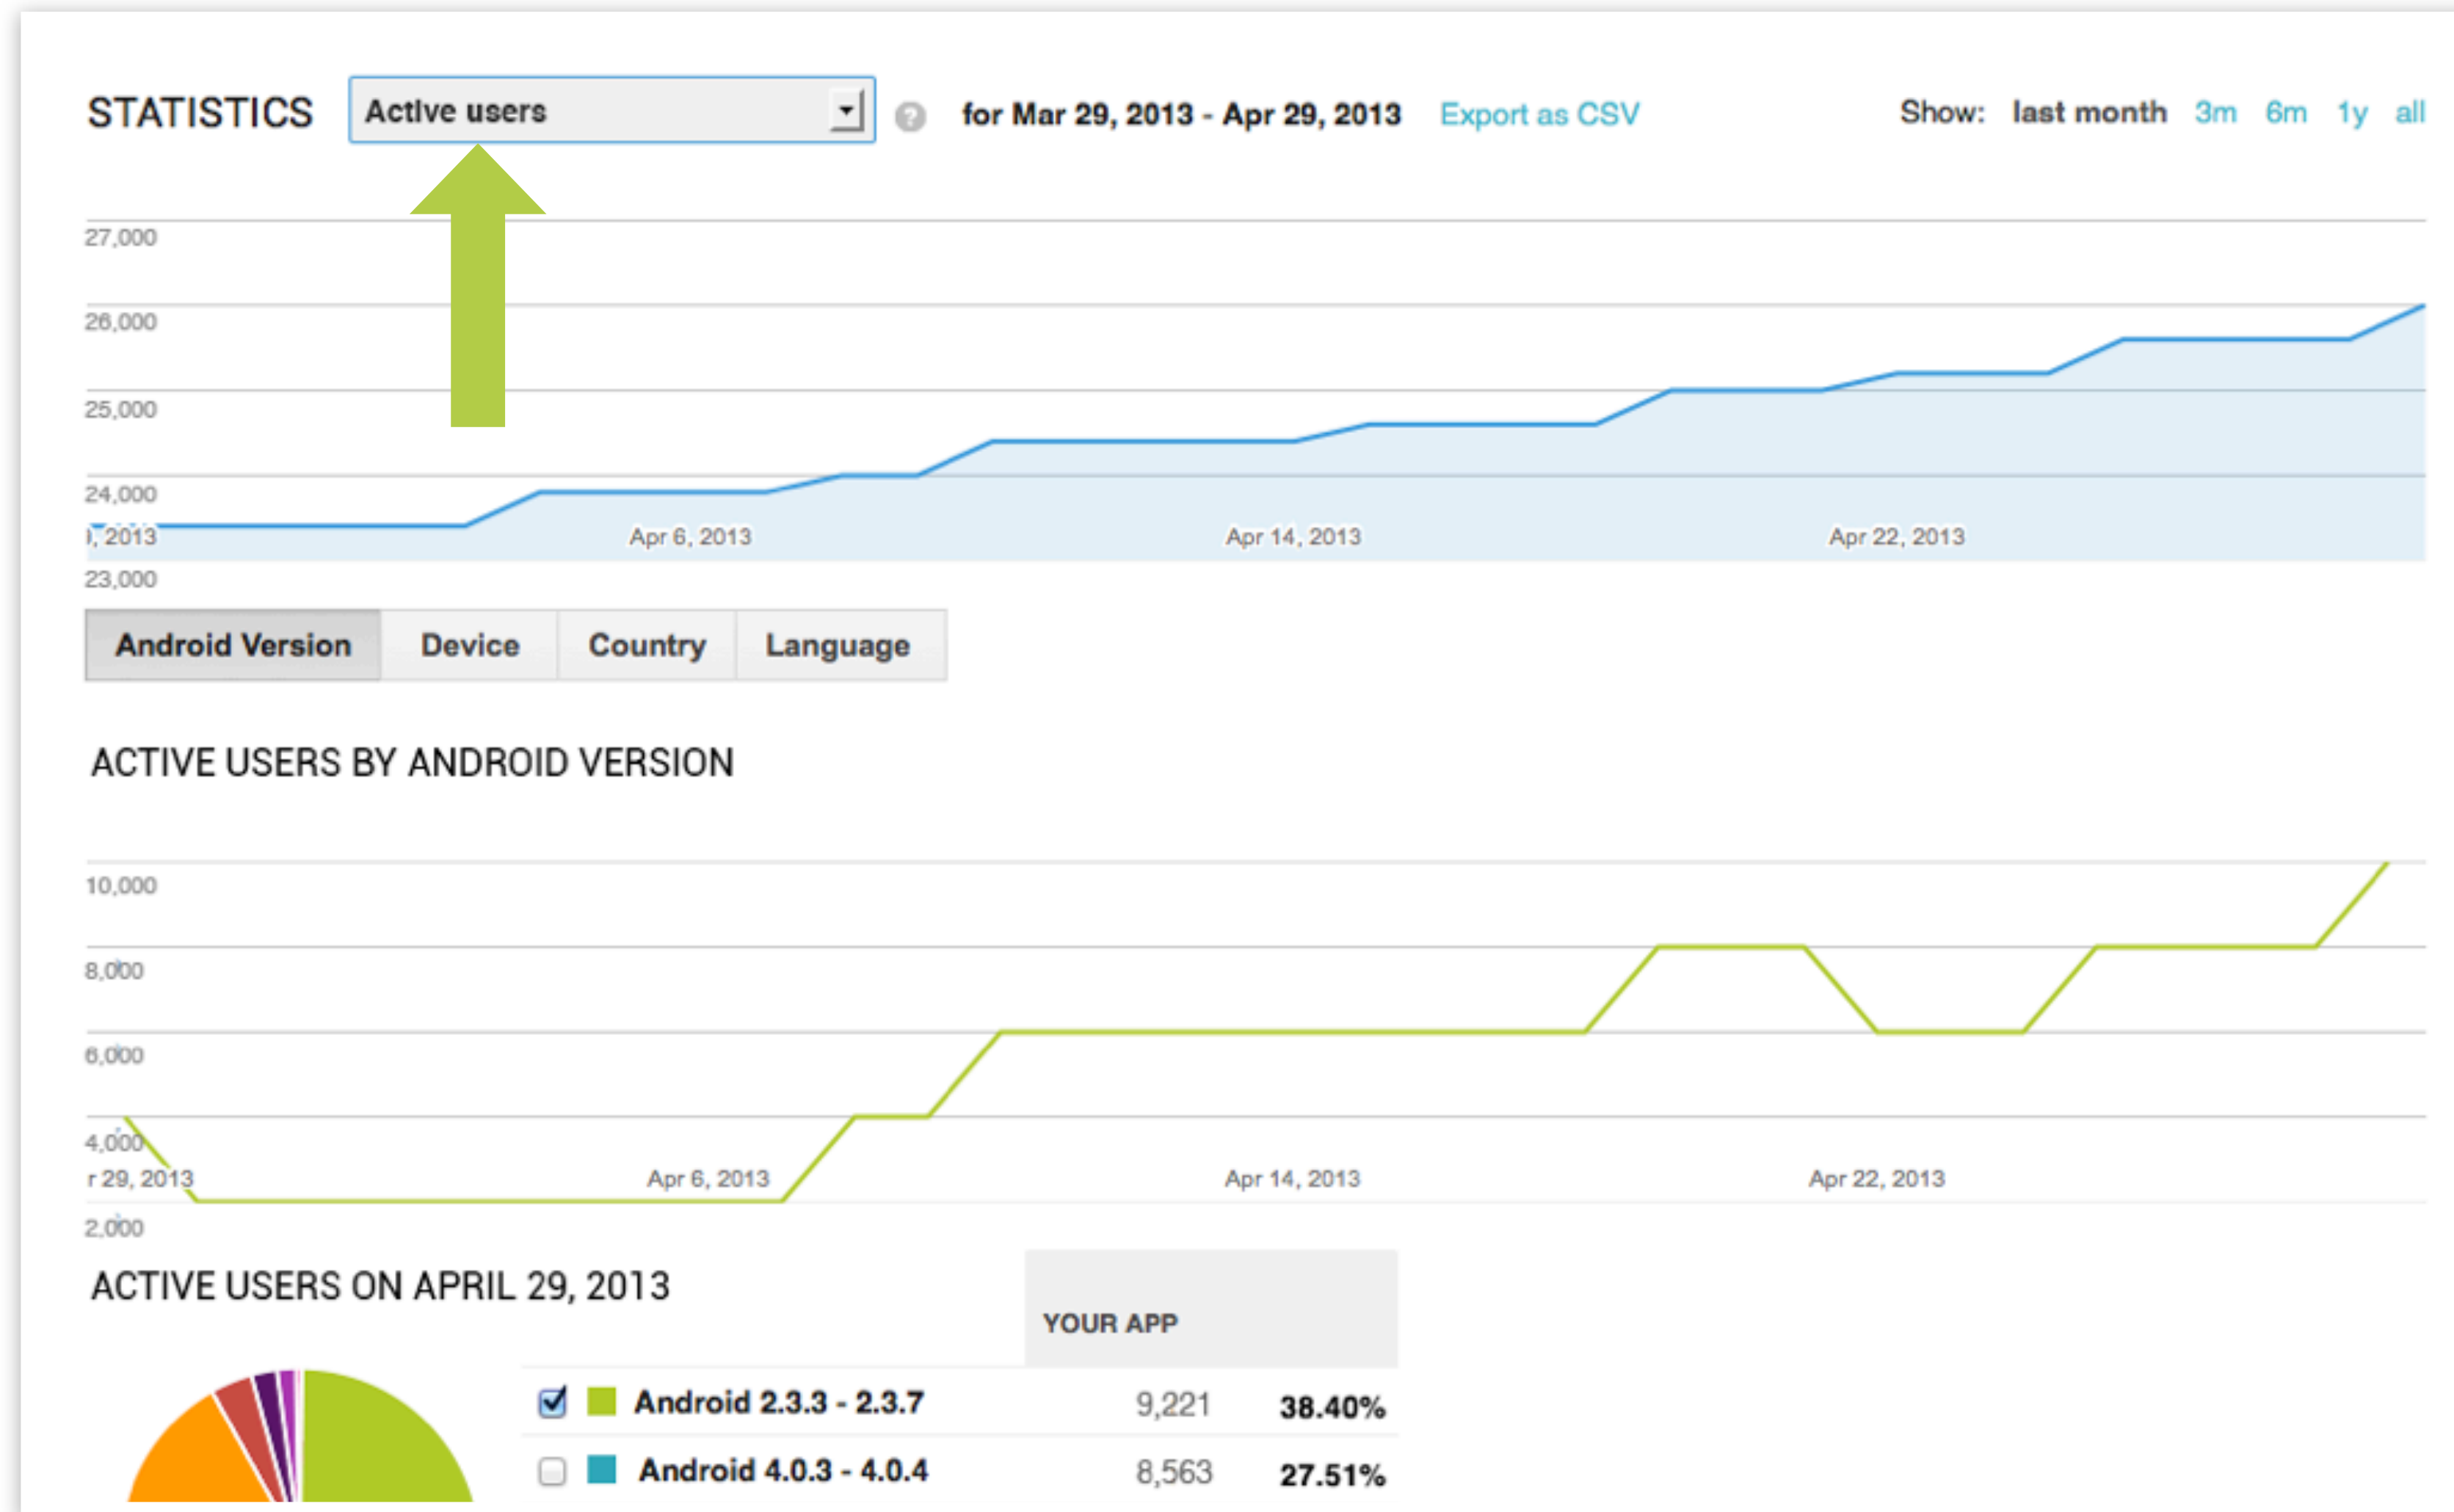 STATISTICS Active users ? for Mar 29, 2013 - Apr 29, 2013 Export as CSV Show: last month 3m 6m 1y all
27,000
26,000
25,000
24,000
, 2013 Apr 6, 2013 Apr 14, 2013 Apr 22, 2013
23,000
Android Version Device Country Language
ACTIVE USERS BY ANDROID VERSION
10,000
8,000
6,000
4,000
r 29, 2013 Apr 6, 2013 Apr 14, 2013 Apr 22, 2013
2,000
ACTIVE USERS ON APRIL 29, 2013
YOUR APP
Android 2.3.3 - 2.3.7 9,221 38.40%
Android 4.0.3 - 4.0.4 8,563 27.51%